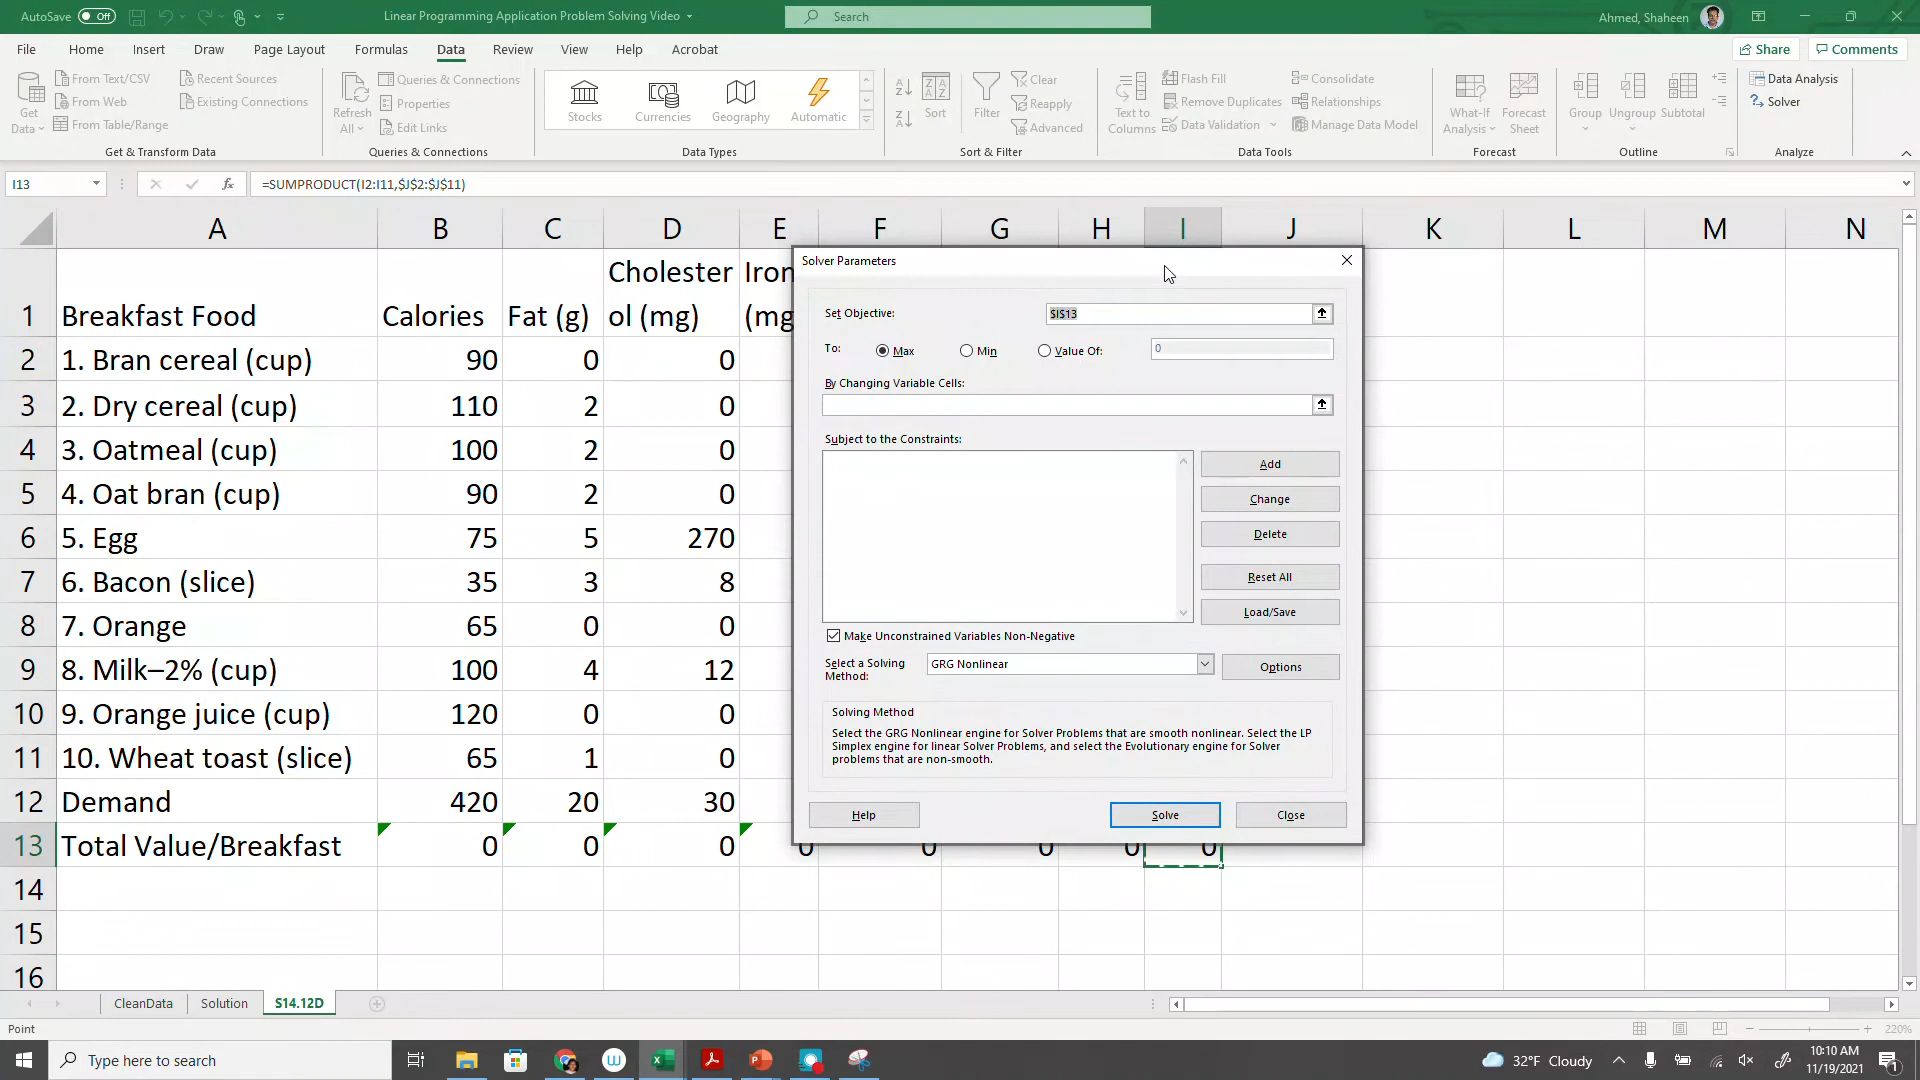 AutoSave Off
Linear Programming Application Problem Solving Video
Search
Ahmed, Shaheen
File Home Insert Draw Page Layout Formulas Data Review View Help Acrobat
Share Comments
Get Data
From Text/CSV
From Web
From Table/Range
Recent Sources
Existing Connections
Get & Transform Data
Refresh All
Queries & Connections
Properties
Edit Links
Queries & Connections
Stocks
Currencies
Geography
Automatic
Data Types
Sort
Filter
Clear
Reapply
Advanced
Sort & Filter
Text to Columns
Flash Fill
Remove Duplicates
Data Validation
Consolidate
Relationships
Manage Data Model
Data Tools
What-If Analysis
Forecast Sheet
Forecast
Group
Ungroup
Subtotal
Outline
Data Analysis
Solver
Analyze
I13
fx
=SUMPRODUCT(I2:I11,$J$2:$J$11)
A B C D E F G H I J K L M N
1 Breakfast Food Calories Fat (g) Cholester
ol (mg) Iron
(mg
2 1. Bran cereal (cup) 90 0 0
3 2. Dry cereal (cup) 110 2 0
4 3. Oatmeal (cup) 100 2 0
5 4. Oat bran (cup) 90 2 0
6 5. Egg 75 5 270
7 6. Bacon (slice) 35 3 8
8 7. Orange 65 0 0
9 8. Milk–2% (cup) 100 4 12
10 9. Orange juice (cup) 120 0 0
11 10. Wheat toast (slice) 65 1 0
12 Demand 420 20 30
13 Total Value/Breakfast 0 0 0 0 0 0 0 0
14
15
16
Solver Parameters
Set Objective: $I$13
To: Max Min Value Of: 0
By Changing Variable Cells:
Subject to the Constraints:
Add
Change
Delete
Reset All
Load/Save
Make Unconstrained Variables Non-Negative
Select a Solving
Method:
GRG Nonlinear
Options
Solving Method
Select the GRG Nonlinear engine for Solver Problems that are smooth nonlinear. Select the LP
Simplex engine for linear Solver Problems, and select the Evolutionary engine for Solver
problems that are non-smooth.
Help
Solve
Close
CleanData Solution S14.12D
Point
220%
Type here to search
32°F Cloudy
10:10 AM
11/19/2021
1